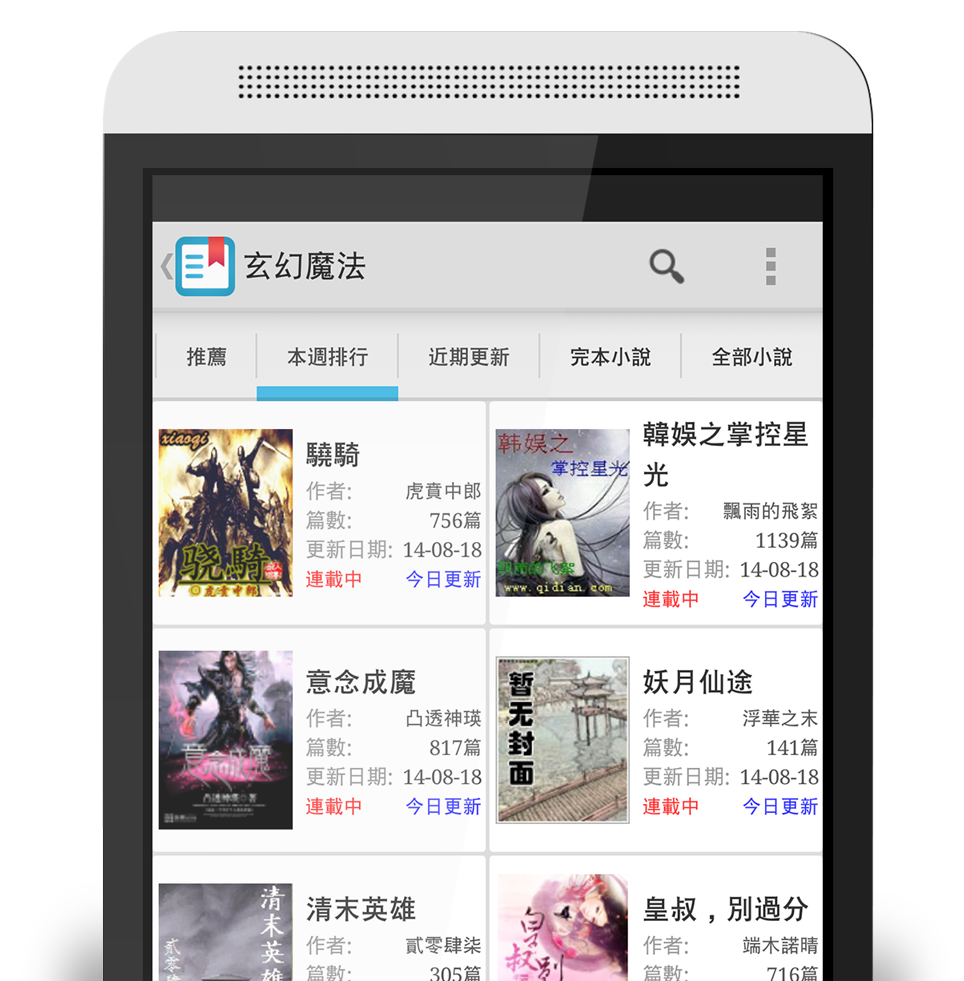 玄幻魔法
推薦
本週排行
近期更新
完本小說
全部小說
xiaoqi
骁騎
虎賁中郎
驍騎
作者: 虎賁中郎
篇數: 756篇
更新日期: 14-08-18
連載中 今日更新
韩娱之
掌控星光
飘雨的飞絮
www.qidian.com
韓娛之掌控星
光
作者: 飄雨的飛絮
篇數: 1139篇
更新日期: 14-08-18
連載中 今日更新
意念成魔
凸透神瑛◎著
意念成魔
作者: 凸透神瑛
篇數: 817篇
更新日期: 14-08-18
連載中 今日更新
暂无封面
妖月仙途
作者: 浮華之末
篇數: 141篇
更新日期: 14-08-18
連載中 今日更新
清末英雄
貳零
清末英雄
作者: 貳零肆柒
篇數: 305篇
皇叔
別
皇叔，別過分
作者: 端木諾晴
篇數: 716篇